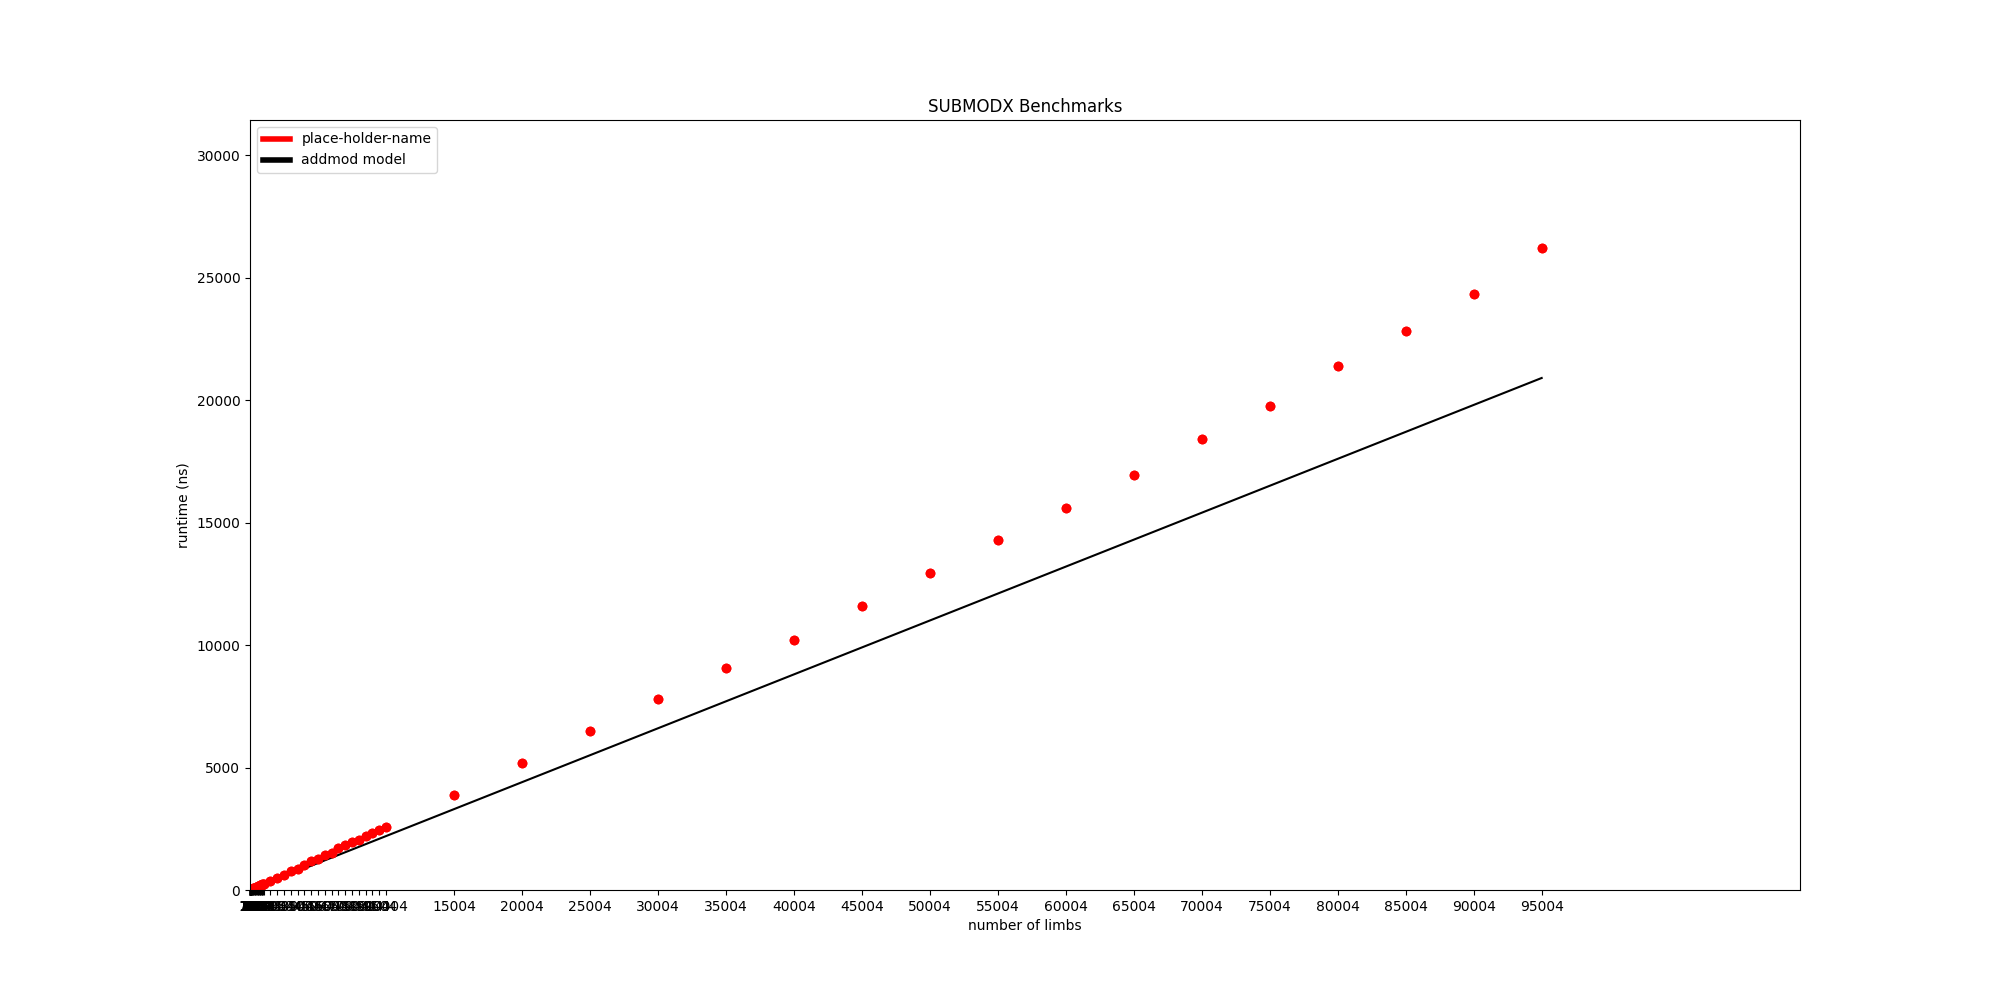 SUBMODX Benchmarks
place-holder-name
addmod model
30000
25000
20000
15000
10000
5000
0
runtime (ns)
15004 20004 25004 30004 35004 40004 45004 50004 55004 60004 65004 70004 75004 80004 85004 90004 95004
number of limbs